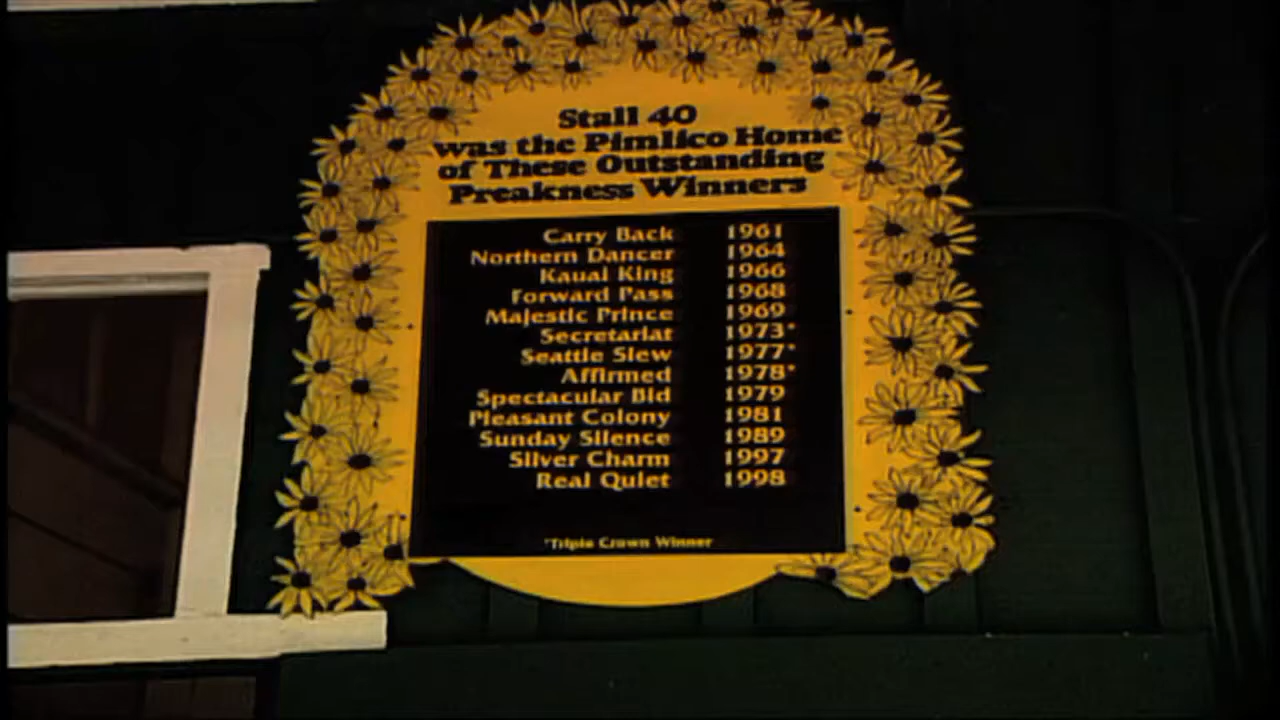 Stall 40
was the Pimlico Home
of These Outstanding
Preakness Winners
Carry Back 1961
Northern Dancer 1964
Kauai King 1966
Forward Pass 1968
Majestic Prince 1969
Secretariat 1973*
Seattle Slew 1977*
Affirmed 1978*
Spectacular Bid 1979
Pleasant Colony 1981
Sunday Silence 1989
Silver Charm 1997
Real Quiet 1998
*Triple Crown Winner